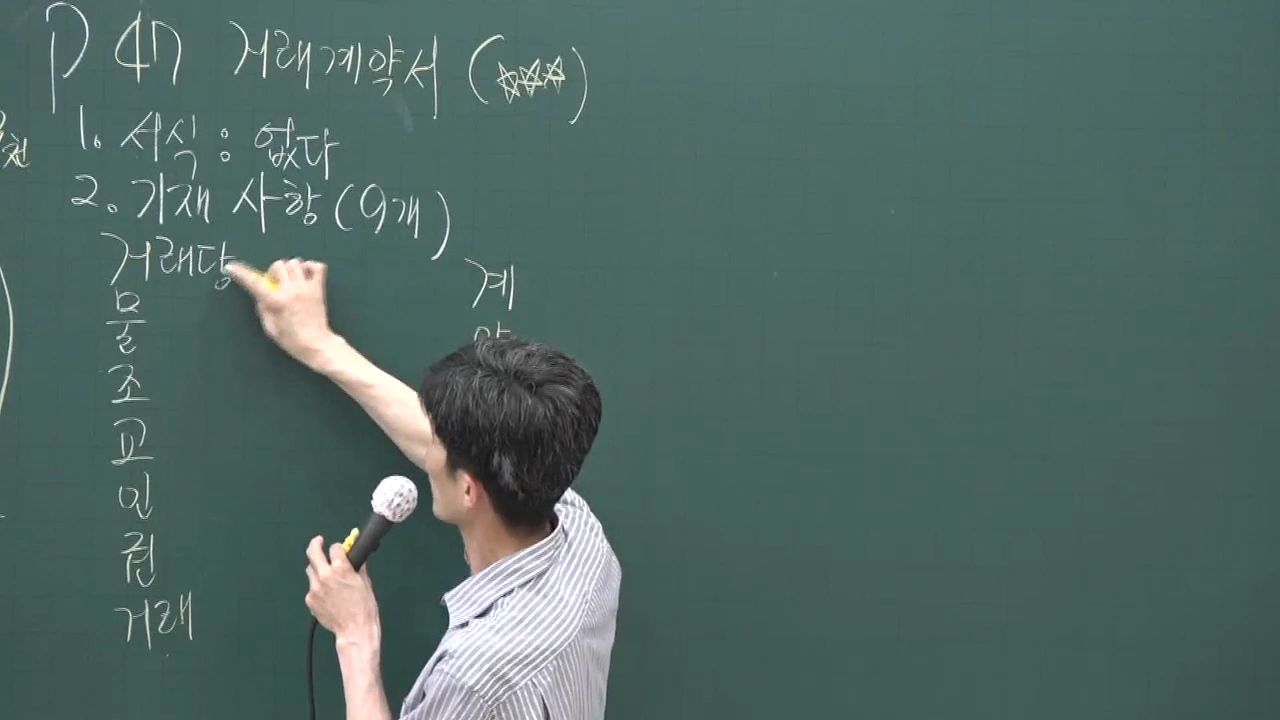 P 47 거래계약서 (☆☆☆)
1. 서식 : 없다
2. 기재 사항 (9개)
거래당
물
조
교
인
권
거래
계